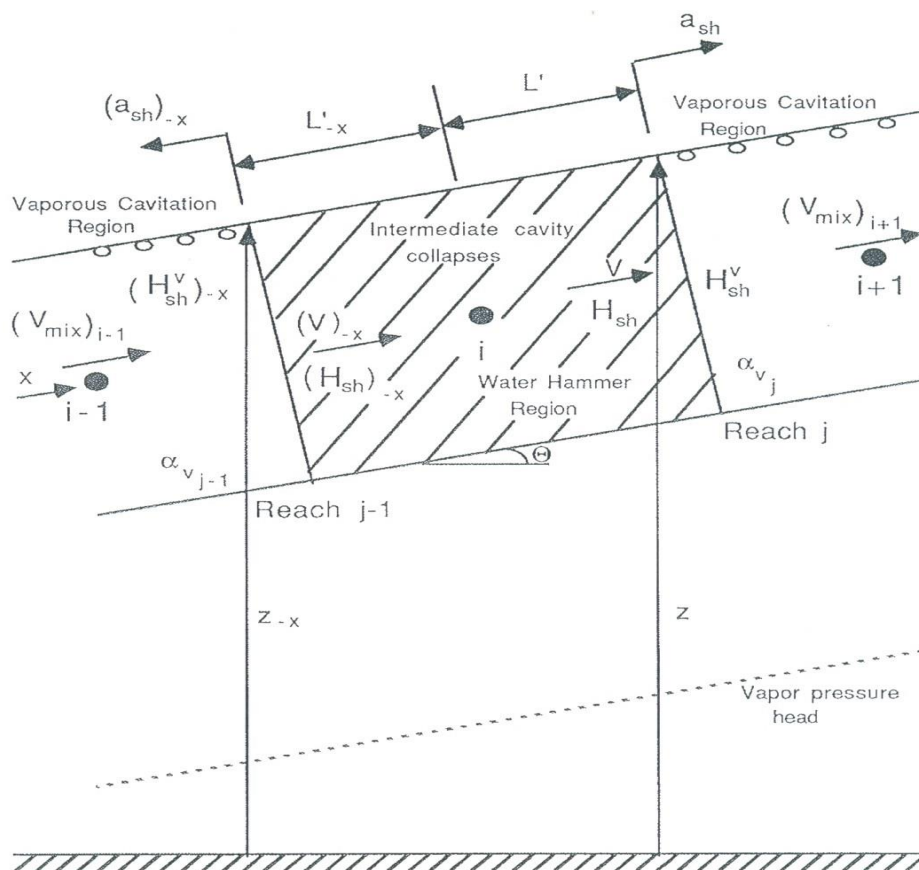 a_sh
L'
(a_sh)_-x
L'_-x
Vaporous Cavitation
Region
Vaporous Cavitation
Region
(V_mix)_i+1
Intermediate cavity
collapses
(H^v_sh)_-x
V
H^v_sh
i+1
H_sh
(V_mix)_i-1
(V)_-x
i
x
(H_sh)_-x
α_v_j
i-1
Water Hammer
Region
Reach j
Θ
α_v_j-1
Reach j-1
z_-x
z
Vapor pressure
head